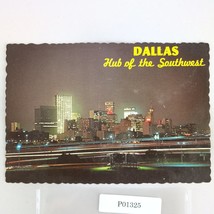 DALLAS
Hub of the Southwest
P01325